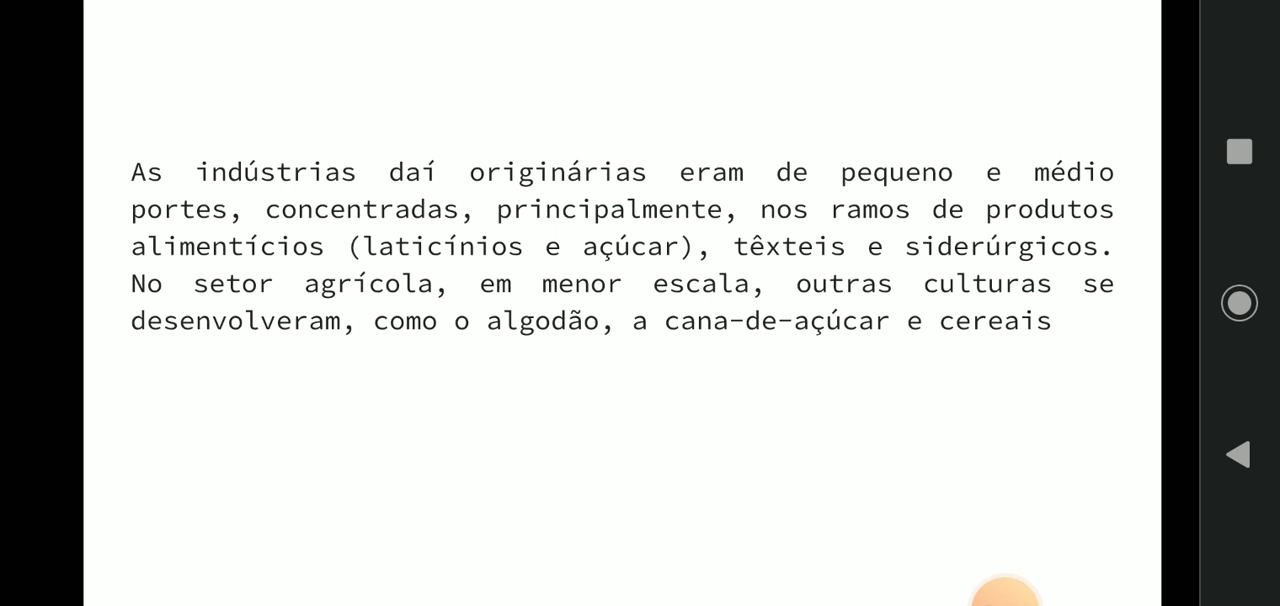 As indústrias daí originárias eram de pequeno e médio
portes, concentradas, principalmente, nos ramos de produtos
alimentícios (laticínios e açúcar), têxteis e siderúrgicos.
No setor agrícola, em menor escala, outras culturas se
desenvolveram, como o algodão, a cana-de-açúcar e cereais